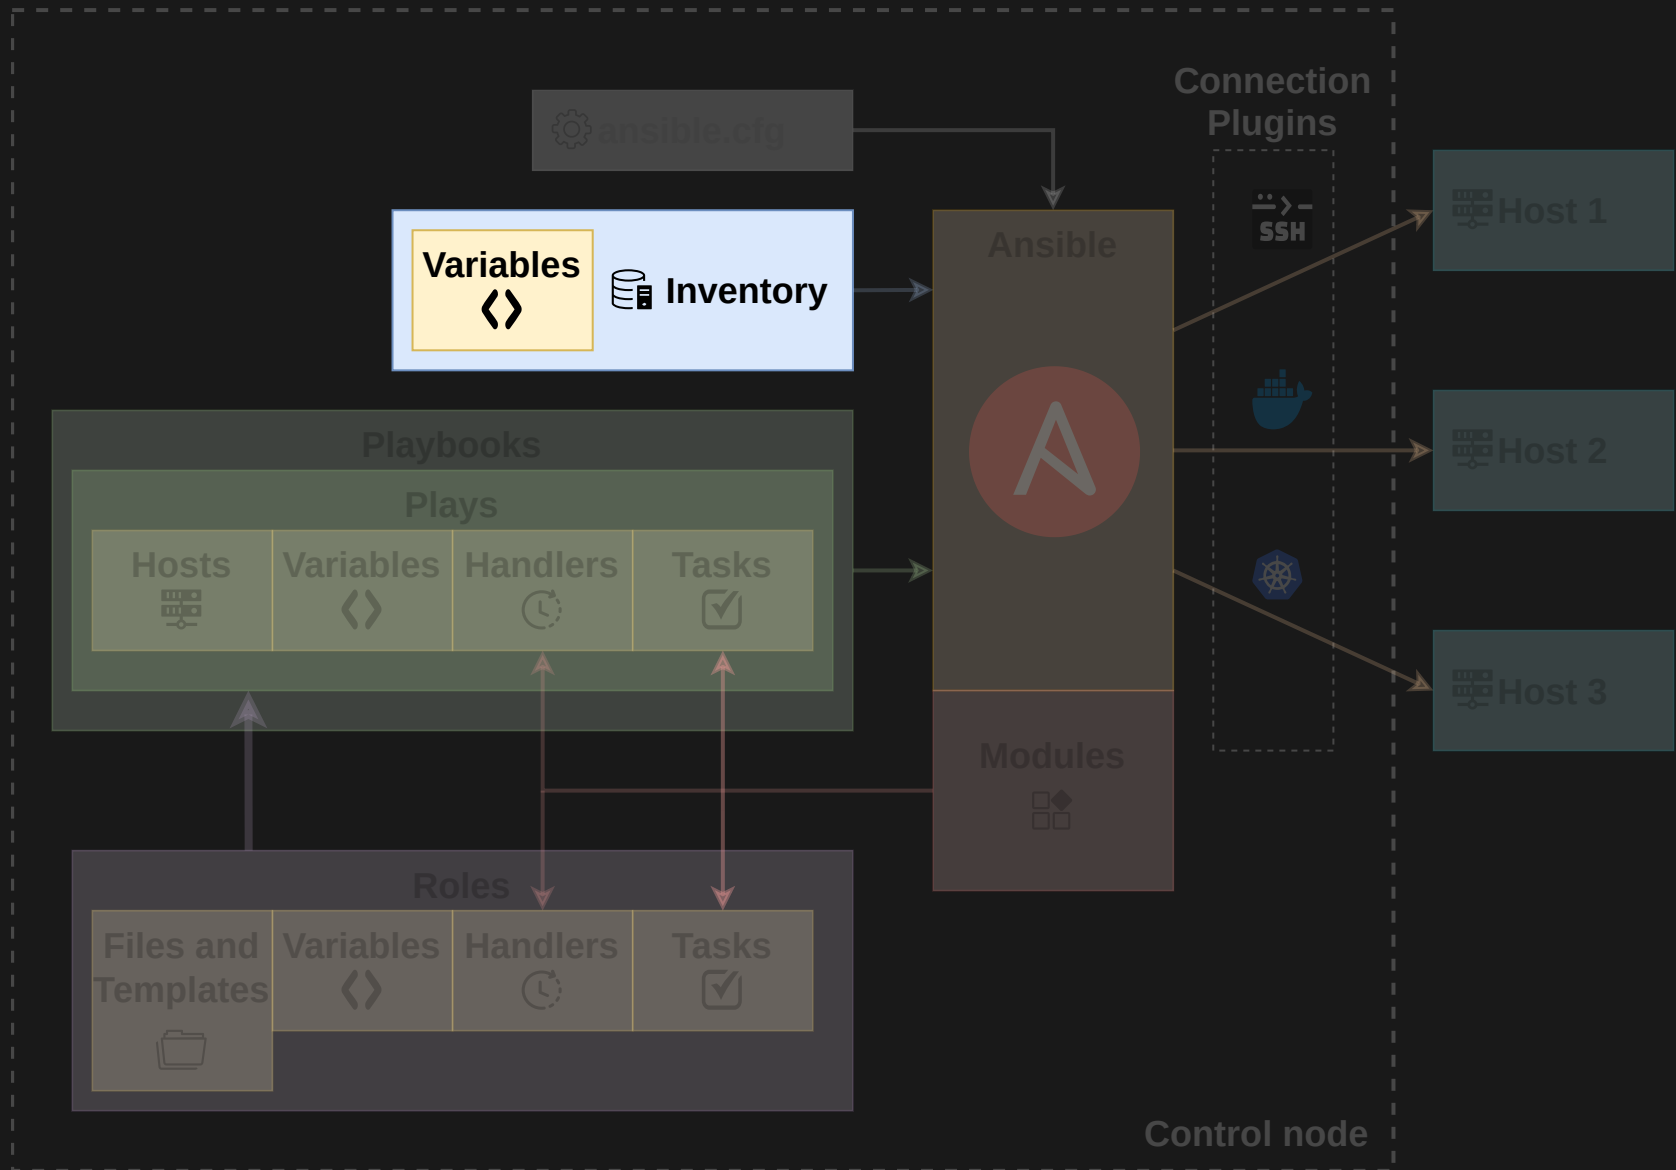 Connection
Plugins
ansible.cfg
SSH
Host 1
Variables
Inventory
Ansible
Playbooks
Host 2
Plays
Hosts
Variables
Handlers
Tasks
Host 3
Modules
Roles
Files and
Templates
Variables
Handlers
Tasks
Control node